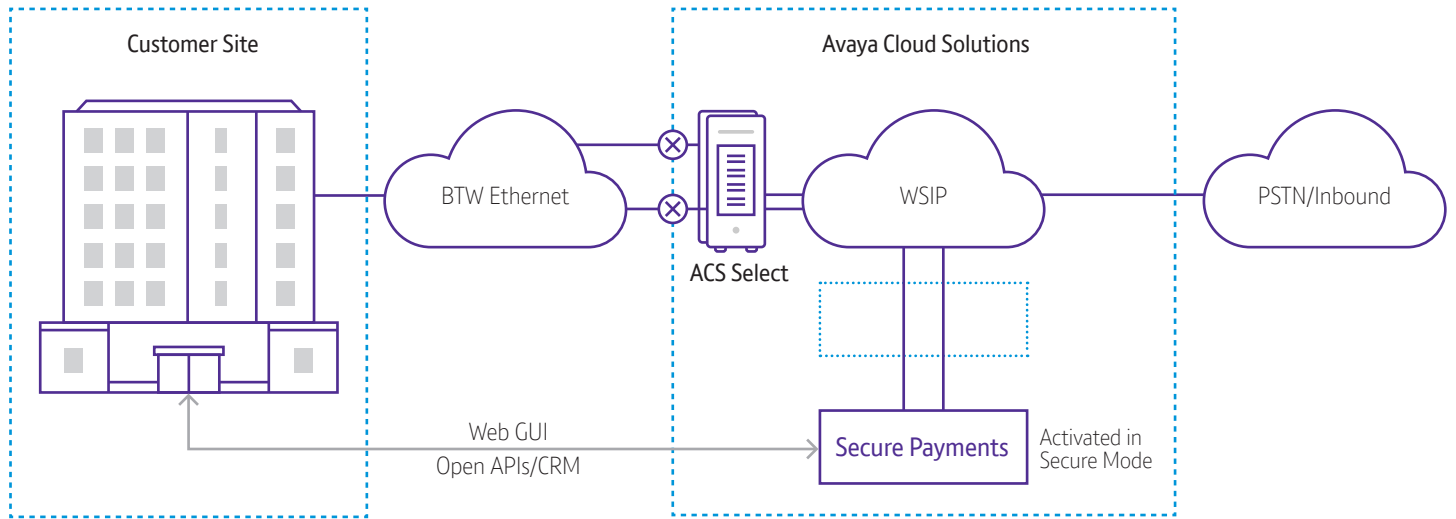 Customer Site
Avaya Cloud Solutions
BTW Ethernet
WSIP
PSTN/Inbound
ACS Select
Web GUI
Open APIs/CRM
Secure Payments
Activated in
Secure Mode